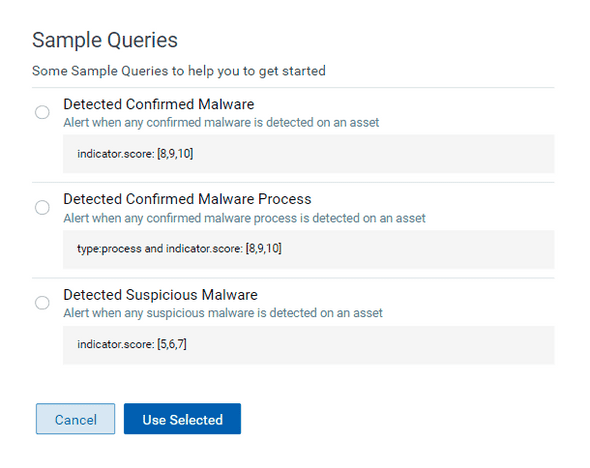 Sample Queries
Some Sample Queries to help you to get started
Detected Confirmed Malware
Alert when any confirmed malware is detected on an asset
indicator.score: [8,9,10]
Detected Confirmed Malware Process
Alert when any confirmed malware process is detected on an asset
type:process and indicator.score: [8,9,10]
Detected Suspicious Malware
Alert when any suspicious malware is detected on an asset
indicator.score: [5,6,7]
Cancel Use Selected